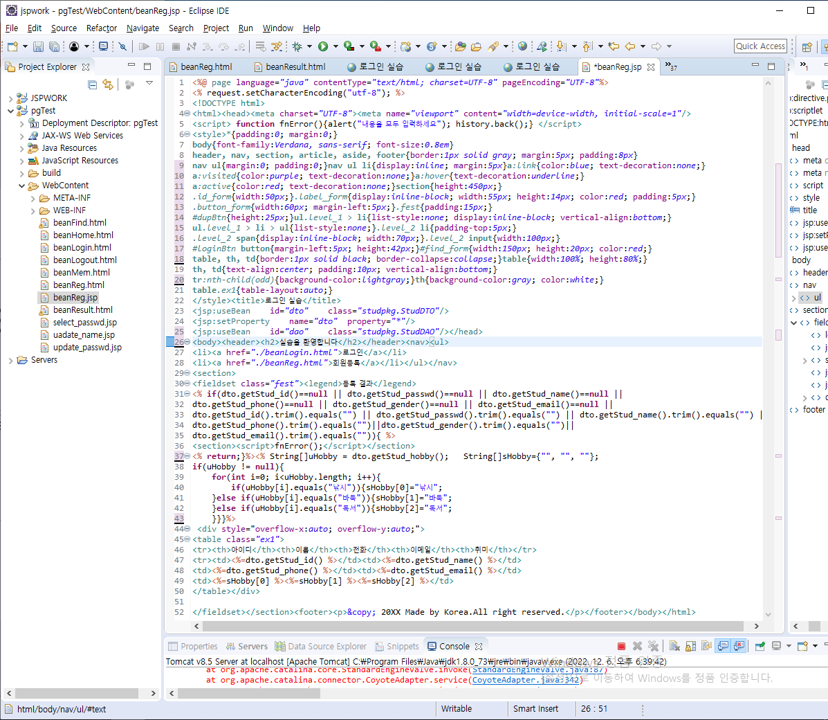 jspwork - pgTest/WebContent/beanReg.jsp - Eclipse IDE
File Edit Source Refactor Navigate Search Project Run Window Help
Quick Access
Project Explorer
beanReg.html beanResult.html 로그인 실습 로그인 실습 로그인 실습 *beanReg.jsp »37
JSPWORK
pgTest
Deployment Descriptor: pgTest
JAX-WS Web Services
Java Resources
JavaScript Resources
build
WebContent
META-INF
WEB-INF
beanFind.html
beanHome.html
beanLogin.html
beanLogout.html
beanMem.html
beanReg.html
beanReg.jsp
beanResult.html
select_passwd.jsp
uadate_name.jsp
update_passwd.jsp
Servers
1 <%@ page language="java" contentType="text/html; charset=UTF-8" pageEncoding="UTF-8"%>
2 <% request.setCharacterEncoding("utf-8"); %>
3 <!DOCTYPE html>
4 <html><head><meta charset="UTF-8"><meta name="viewport" content="width=device-width, initial-scale=1"/>
5 <script> function fnError(){alert("내용을 모두 입력하세요"); history.back();} </script>
6 <style>*{padding:0; margin:0;}
7 body{font-family:Verdana, sans-serif; font-size:0.8em}
8 header, nav, section, article, aside, footer{border:1px solid gray; margin:5px; padding:8px}
9 nav ul{margin:0; padding:0;}nav ul li{display:inline; margin:5px}a:link{color:blue; text-decoration:none;}
10 a:visited{color:purple; text-decoration:none;}a:hover{text-decoration:underline;}
11 a:active{color:red; text-decoration:none;}section{height:450px;}
12 .id_form{width:50px;}.label_form{display:inline-block; width:55px; height:14px; color:red; padding:5px;}
13 .button_form{width:60px; margin-left:5px;}.fest{padding:15px;}
14 #dupBtn{height:25px;}ul.level_1 > li{list-style:none; display:inline-block; vertical-align:bottom;}
15 ul.level_1 > li > ul{list-style:none;}.level_2 li{padding-top:5px;}
16 .level_2 span{display:inline-block; width:70px;}.level_2 input{width:100px;}
17 #loginBtn button{margin-left:5px; height:42px;}#find_form{width:150px; height:20px; color:red;}
18 table, th, td{border:1px solid black; border-collapse:collapse;}table{width:100%; height:80%;}
19 th, td{text-align:center; padding:10px; vertical-align:bottom;}
20 tr:nth-child(odd){background-color:lightgray;}th{background-color:gray; color:white;}
21 table.ex1{table-layout:auto;}
22 </style><title>로그인 실습</title>
23 <jsp:useBean id="dto" class="studpkg.StudDTO"/>
24 <jsp:setProperty name="dto" property="*"/>
25 <jsp:useBean id="dao" class="studpkg.StudDAO"/></head>
26 <body><header><h2>실습을 환영합니다</h2></header><nav><ul>
27 <li><a href="./beanLogin.html">로그인</a></li>
28 <li><a href="./beanReg.html">회원등록</a></li></ul></nav>
29 <section>
30 <fieldset class="fest"><legend>등록 결과</legend>
31 <% if(dto.getStud_id()==null || dto.getStud_passwd()==null || dto.getStud_name()==null ||
32 dto.getStud_phone()==null || dto.getStud_gender()==null || dto.getStud_email()==null ||
33 dto.getStud_id().trim().equals("") || dto.getStud_passwd().trim().equals("") || dto.getStud_name().trim().equals("") |
34 dto.getStud_phone().trim().equals("")||dto.getStud_gender().trim().equals("")||
35 dto.getStud_email().trim().equals("")){ %>
36 <section><script>fnError();</script></section>
37 <% return;}%><% String[]uHobby = dto.getStud_hobby(); String[]sHobby={"", "", ""};
38 if(uHobby != null){
39 for(int i=0; i<uHobby.length; i++){
40 if(uHobby[i].equals("낚시")){sHobby[0]="낚시";
41 }else if(uHobby[i].equals("바둑")){sHobby[1]="바둑";
42 }else if(uHobby[i].equals("독서")){sHobby[2]="독서";
43 }}}%>
44 <div style="overflow-x:auto; overflow-y:auto;">
45 <table class="ex1">
46 <tr><th>아이디</th><th>이름</th><th>전화</th><th>이메일</th><th>취미</th></tr>
47 <tr><td><%=dto.getStud_id() %></td><td><%=dto.getStud_name() %></td>
48 <td><%=dto.getStud_phone() %></td><td><%=dto.getStud_email() %></td>
49 <td><%=sHobby[0] %><%=sHobby[1] %><%=sHobby[2] %></td>
50 </table></div>
51
52 </fieldset></section><footer><p>&copy; 20XX Made by Korea.All right reserved.</p></footer></body></html>
:directive.
OCTYPE:ht
ml
head
meta
meta
script
style
title
jsp:use
jsp:set
jsp:use
body
header
nav
ul
section
field
footer
Properties Servers Data Source Explorer Snippets Console
Tomcat v8.5 Server at localhost [Apache Tomcat] C:\Program Files\Java\jdk1.8.0_73\jre\bin\javaw.exe (2022. 12. 6. 오후 6:39:42)
at org.apache.catalina.core.StandardEngineValve.invoke(StandardEngineValve.java:87)
at org.apache.catalina.connector.CoyoteAdapter.service(CoyoteAdapter.java:342)
이동하여 Windows를 정품 인증합니다.
html/body/nav/ul/#text Writable Smart Insert 26 : 51